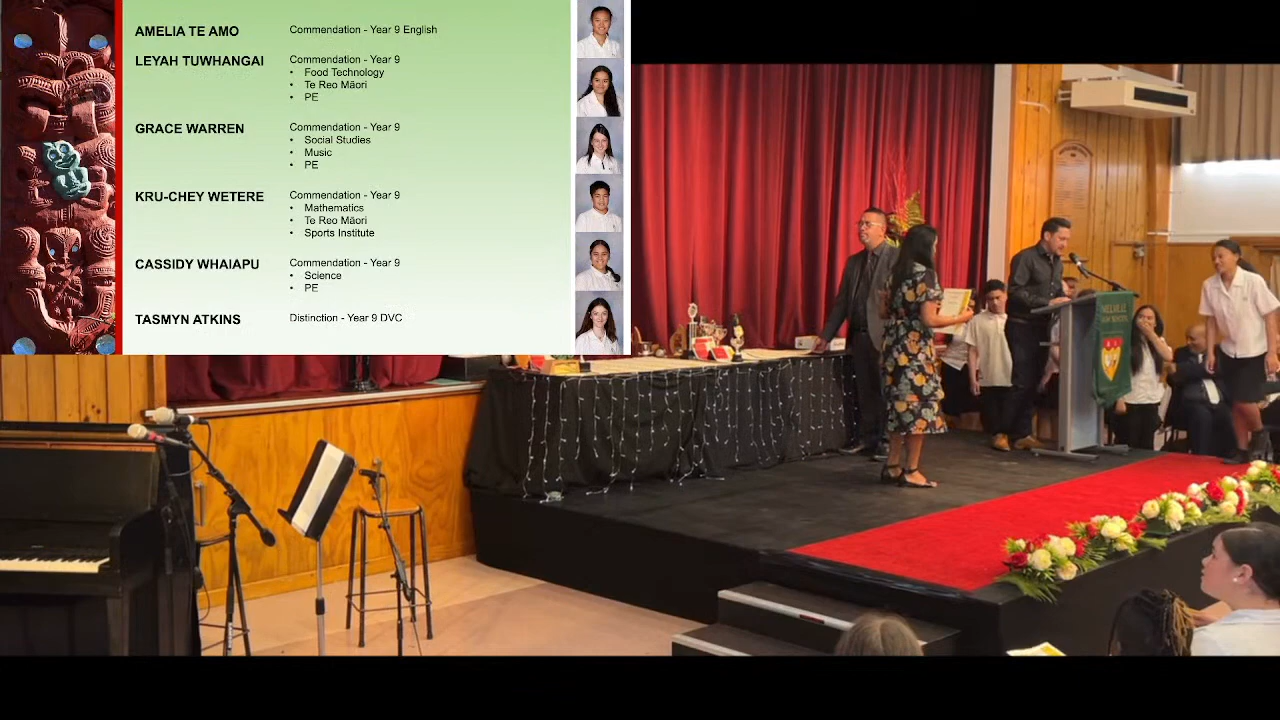 AMELIA TE AMO Commendation - Year 9 English
LEYAH TUWHANGAI Commendation - Year 9
• Food Technology
• Te Reo Māori
• PE
GRACE WARREN Commendation - Year 9
• Social Studies
• Music
• PE
KRU-CHEY WETERE Commendation - Year 9
• Mathematics
• Te Reo Māori
• Sports Institute
CASSIDY WHAIAPU Commendation - Year 9
• Science
• PE
TASMYN ATKINS Distinction - Year 9 DVC